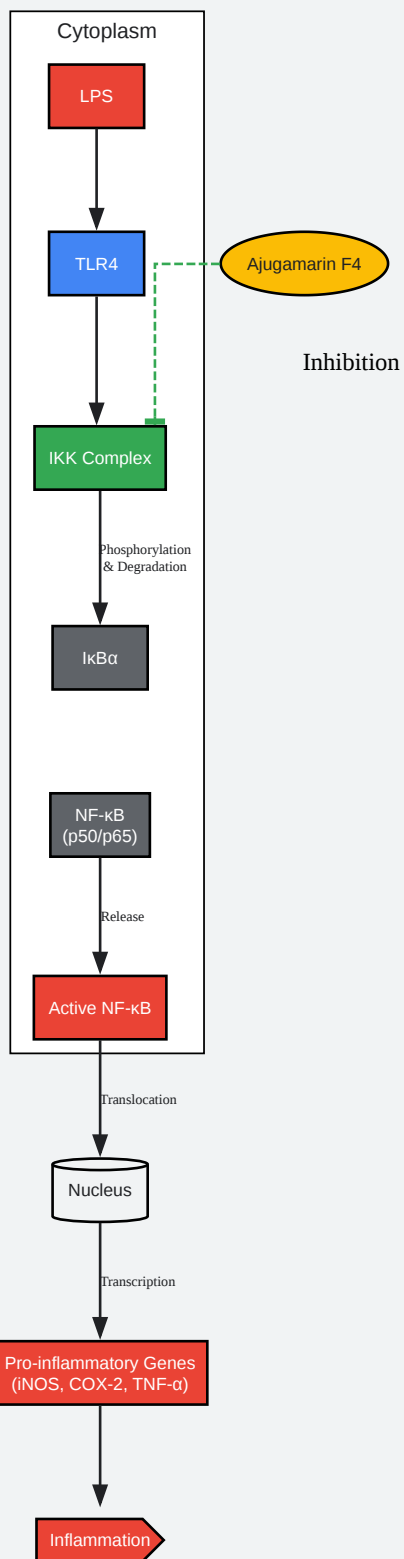 Cytoplasm
LPS
TLR4
Ajugamarin F4
Inhibition
IKK Complex
Phosphorylation
& Degradation
IκBα
NF-κB
(p50/p65)
Release
Active NF-κB
Translocation
Nucleus
Transcription
Pro-inflammatory Genes
(iNOS, COX-2, TNF-α)
Inflammation